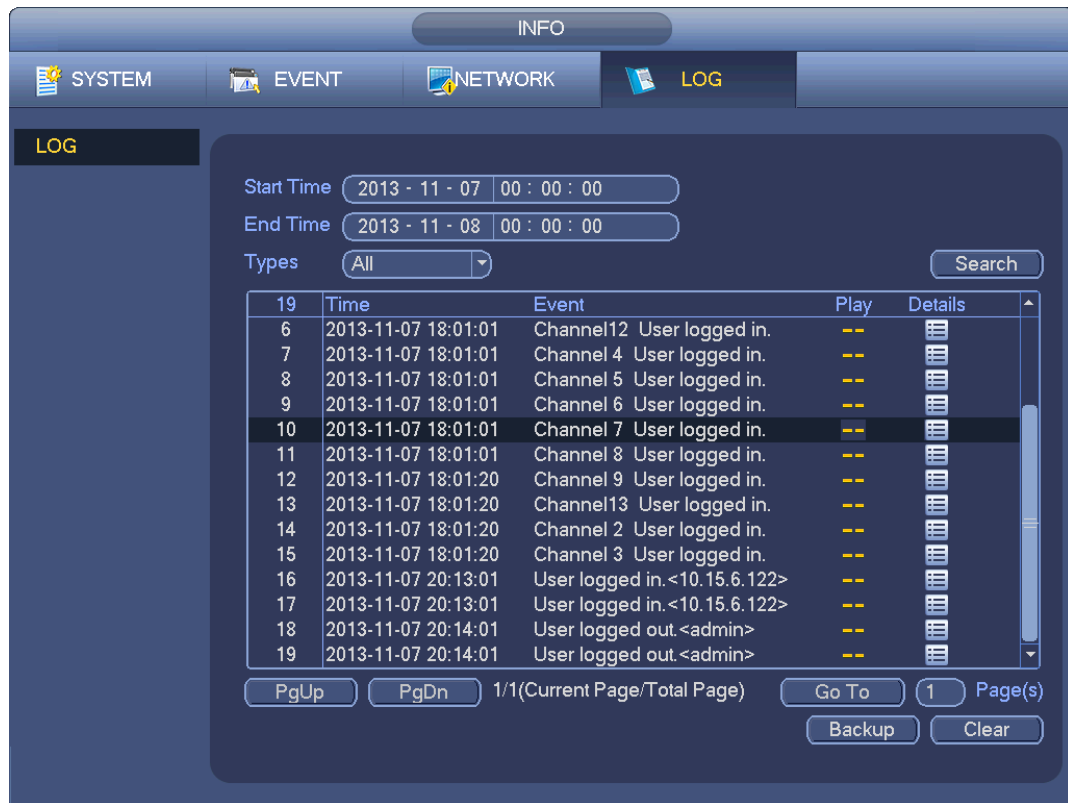 INFO
SYSTEM EVENT NETWORK LOG
LOG
Start Time 2013 - 11 - 07 00 : 00 : 00
End Time 2013 - 11 - 08 00 : 00 : 00
Types All Search
19 Time Event Play Details
6 2013-11-07 18:01:01 Channel12 User logged in. --
7 2013-11-07 18:01:01 Channel 4 User logged in. --
8 2013-11-07 18:01:01 Channel 5 User logged in. --
9 2013-11-07 18:01:01 Channel 6 User logged in. --
10 2013-11-07 18:01:01 Channel 7 User logged in. --
11 2013-11-07 18:01:01 Channel 8 User logged in. --
12 2013-11-07 18:01:20 Channel 9 User logged in. --
13 2013-11-07 18:01:20 Channel13 User logged in. --
14 2013-11-07 18:01:20 Channel 2 User logged in. --
15 2013-11-07 18:01:20 Channel 3 User logged in. --
16 2013-11-07 20:13:01 User logged in.<10.15.6.122> --
17 2013-11-07 20:13:01 User logged in.<10.15.6.122> --
18 2013-11-07 20:14:01 User logged out.<admin> --
19 2013-11-07 20:14:01 User logged out.<admin> --
PgUp PgDn 1/1(Current Page/Total Page) Go To 1 Page(s)
Backup Clear